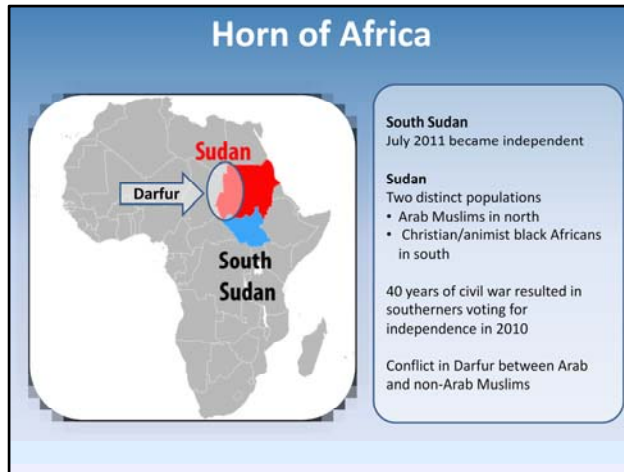 Horn of Africa
Sudan
Darfur
South
Sudan
South Sudan
July 2011 became independent
Sudan
Two distinct populations
• Arab Muslims in north
• Christian/animist black Africans
in south
40 years of civil war resulted in
southerners voting for
independence in 2010
Conflict in Darfur between Arab
and non-Arab Muslims